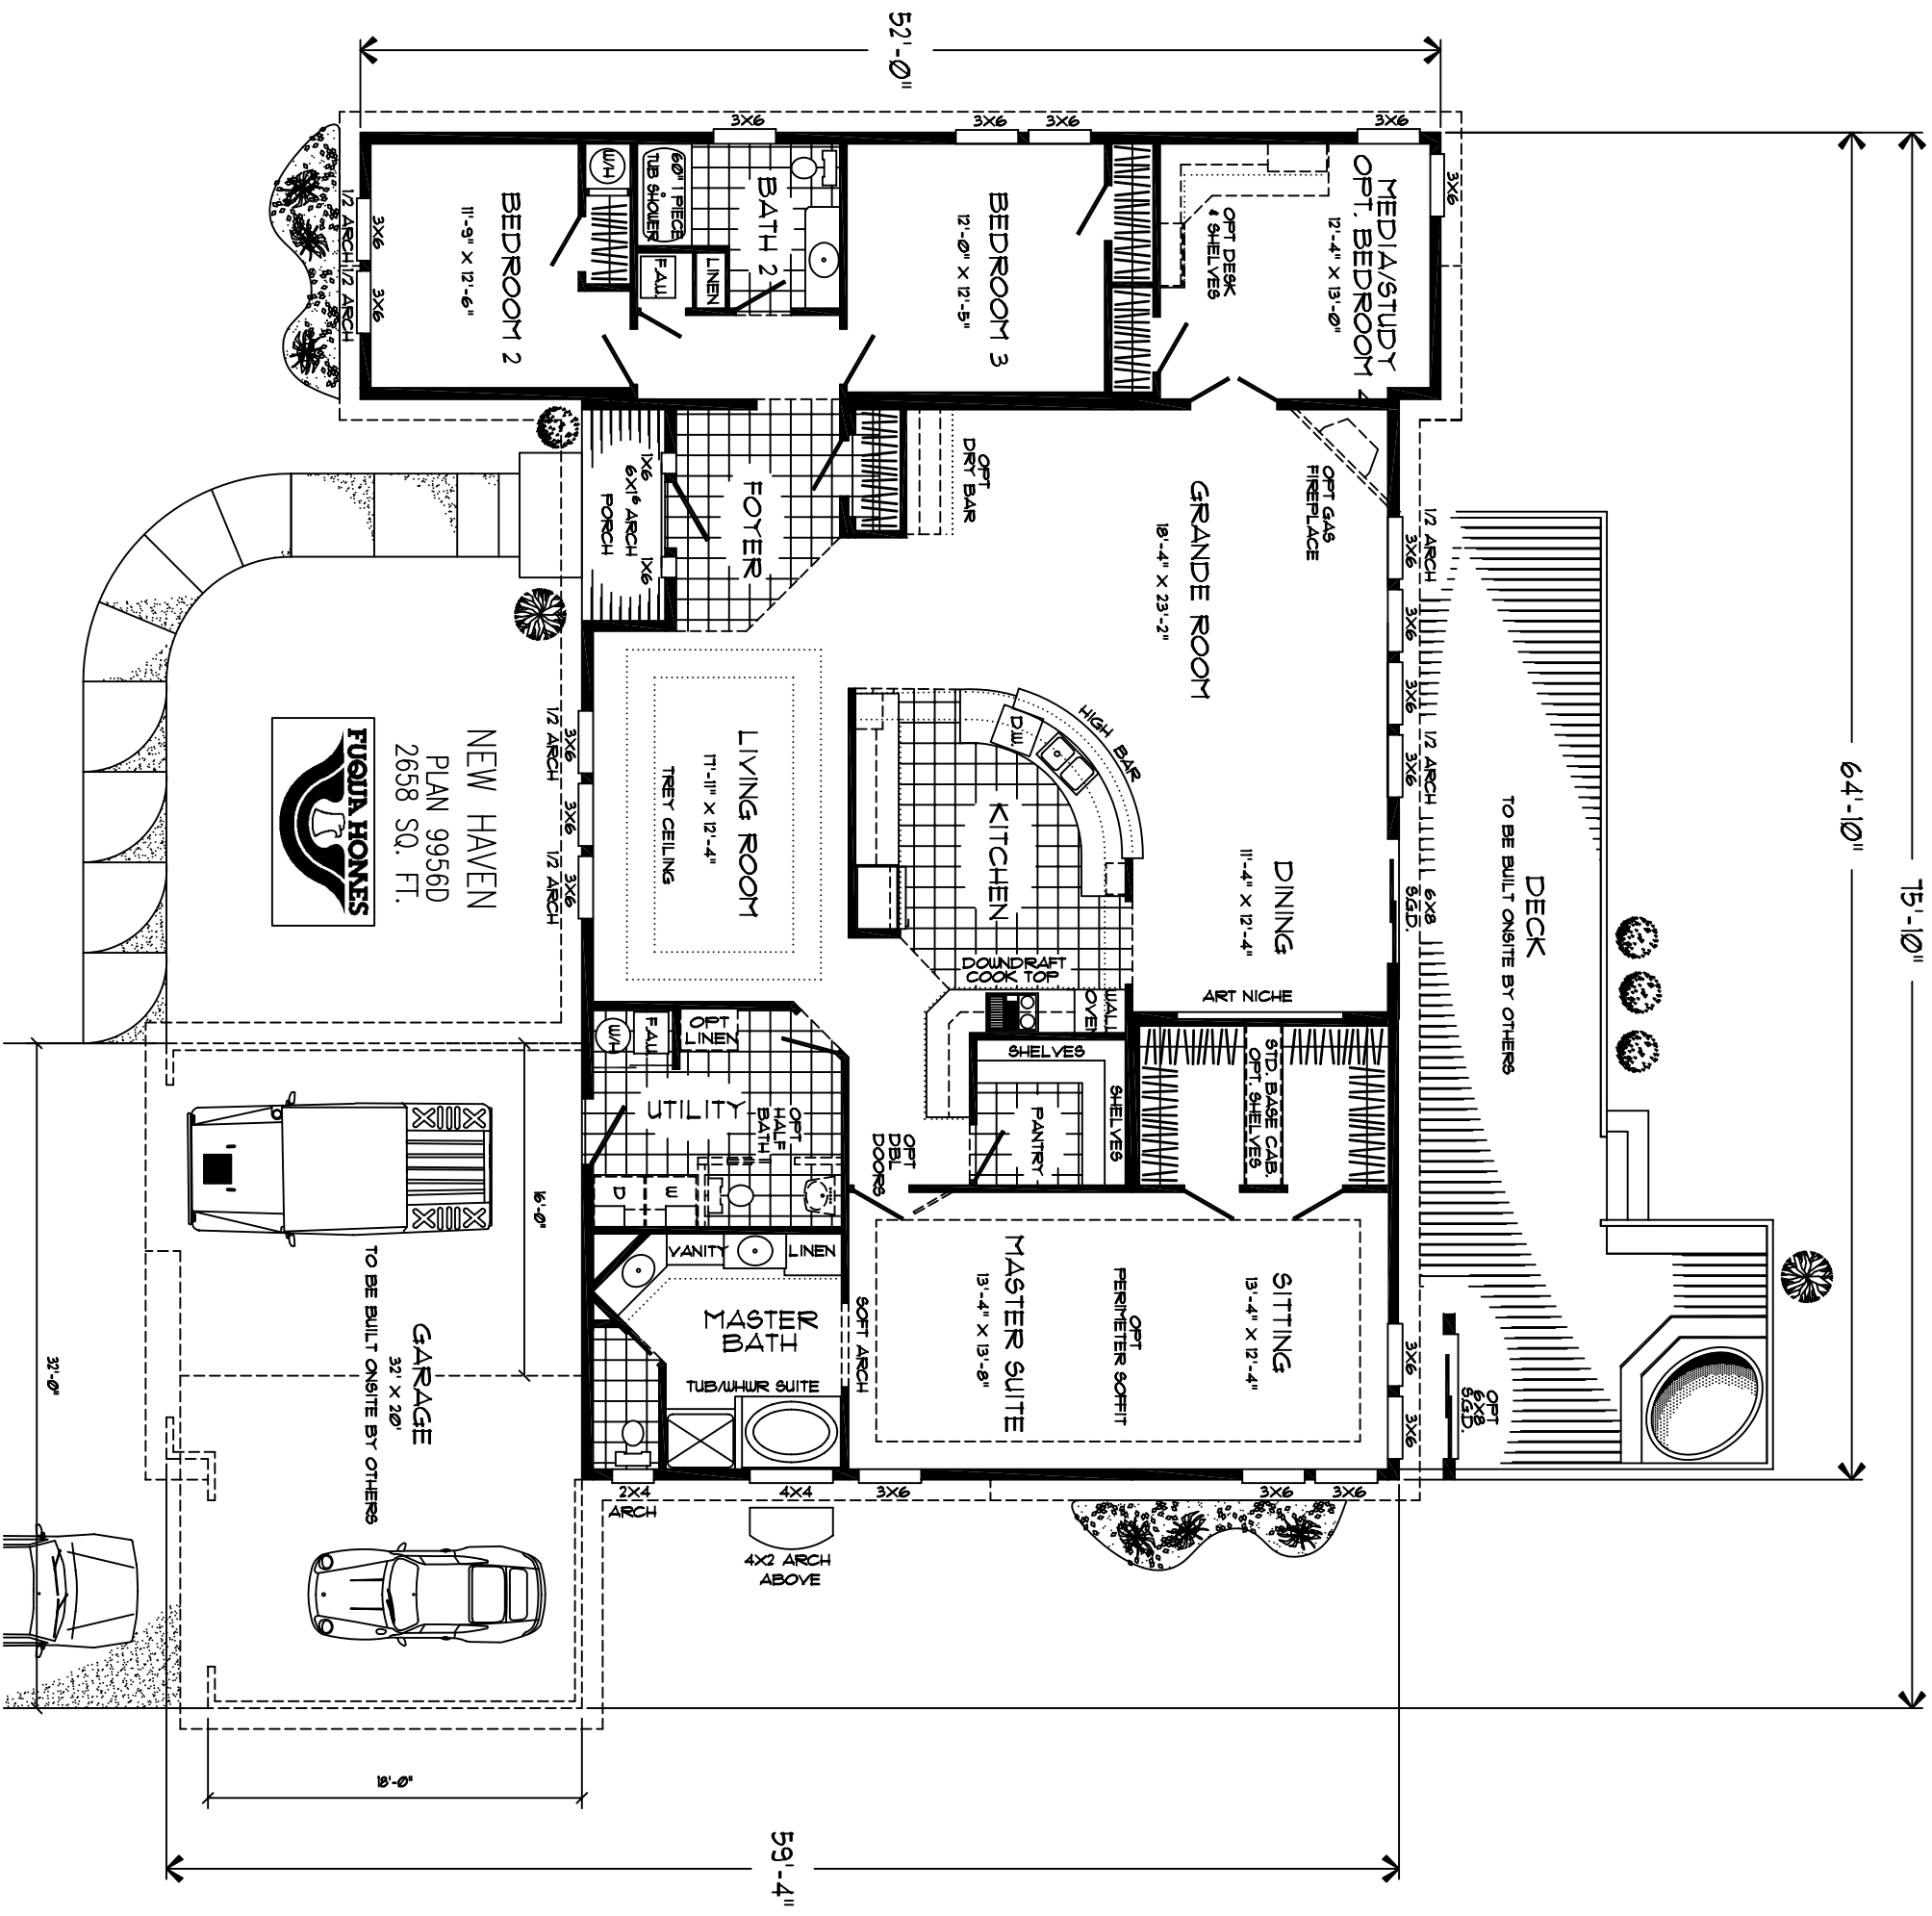 75'-10"
64'-10"
52'-0"
59'-4"
DECK
TO BE BUILT ONSITE BY OTHERS
3X6
3X6
3X6
3X6
3X6
MEDIA/STUDY
OPT. BEDROOM
12'-4" X 13'-0"
OPT DESK
& SHELVES
OPT GAS
FIREPLACE
1/2 ARCH
3X6
3X6
3X6
1/2 ARCH
3X6
6X8
S.G.D.
OPT
6X8
S.G.D.
3X6
3X6
GRANDE ROOM
18'-4" X 23'-2"
DINING
11'-4" X 12'-4"
ART NICHE
STD. BASE CAB.
OPT. SHELVES
SITTING
13'-4" X 12'-4"
OPT
PERIMETER SOFFIT
MASTER SUITE
13'-4" X 13'-8"
3X6
3X6
3X6
BEDROOM 3
12'-0" X 12'-5"
OPT
DRY BAR
HIGH BAR
D.W.
KITCHEN
DOWNDRAFT
COOK TOP
WALL
OVEN
SHELVES
SHELVES
PANTRY
OPT
DBL
DOORS
BATH 2
60" 1 PIECE
TUB SHOWER
LINEN
F.A.U.
W/H
FOYER
LIVING ROOM
17'-11" X 12'-4"
TREY CEILING
OPT
LINEN
F.A.U.
W/H
UTILITY
OPT
HALF
BATH
D
W
SOFT ARCH
VANITY
LINEN
MASTER
BATH
TUB/WHWR SUITE
2X4
ARCH
4X4
4X2 ARCH
ABOVE
BEDROOM 2
11'-9" X 12'-6"
3X6
3X6
1/2 ARCH
1/2 ARCH
1X6
6X1⁶ ARCH
1X6
PORCH
3X6
3X6
3X6
1/2 ARCH
1/2 ARCH
NEW HAVEN
PLAN 9956D
2658 SQ. FT.
FUQUA HOMES
16'-0"
GARAGE
32' X 20'
TO BE BUILT ONSITE BY OTHERS
18'-0"
32'-0"